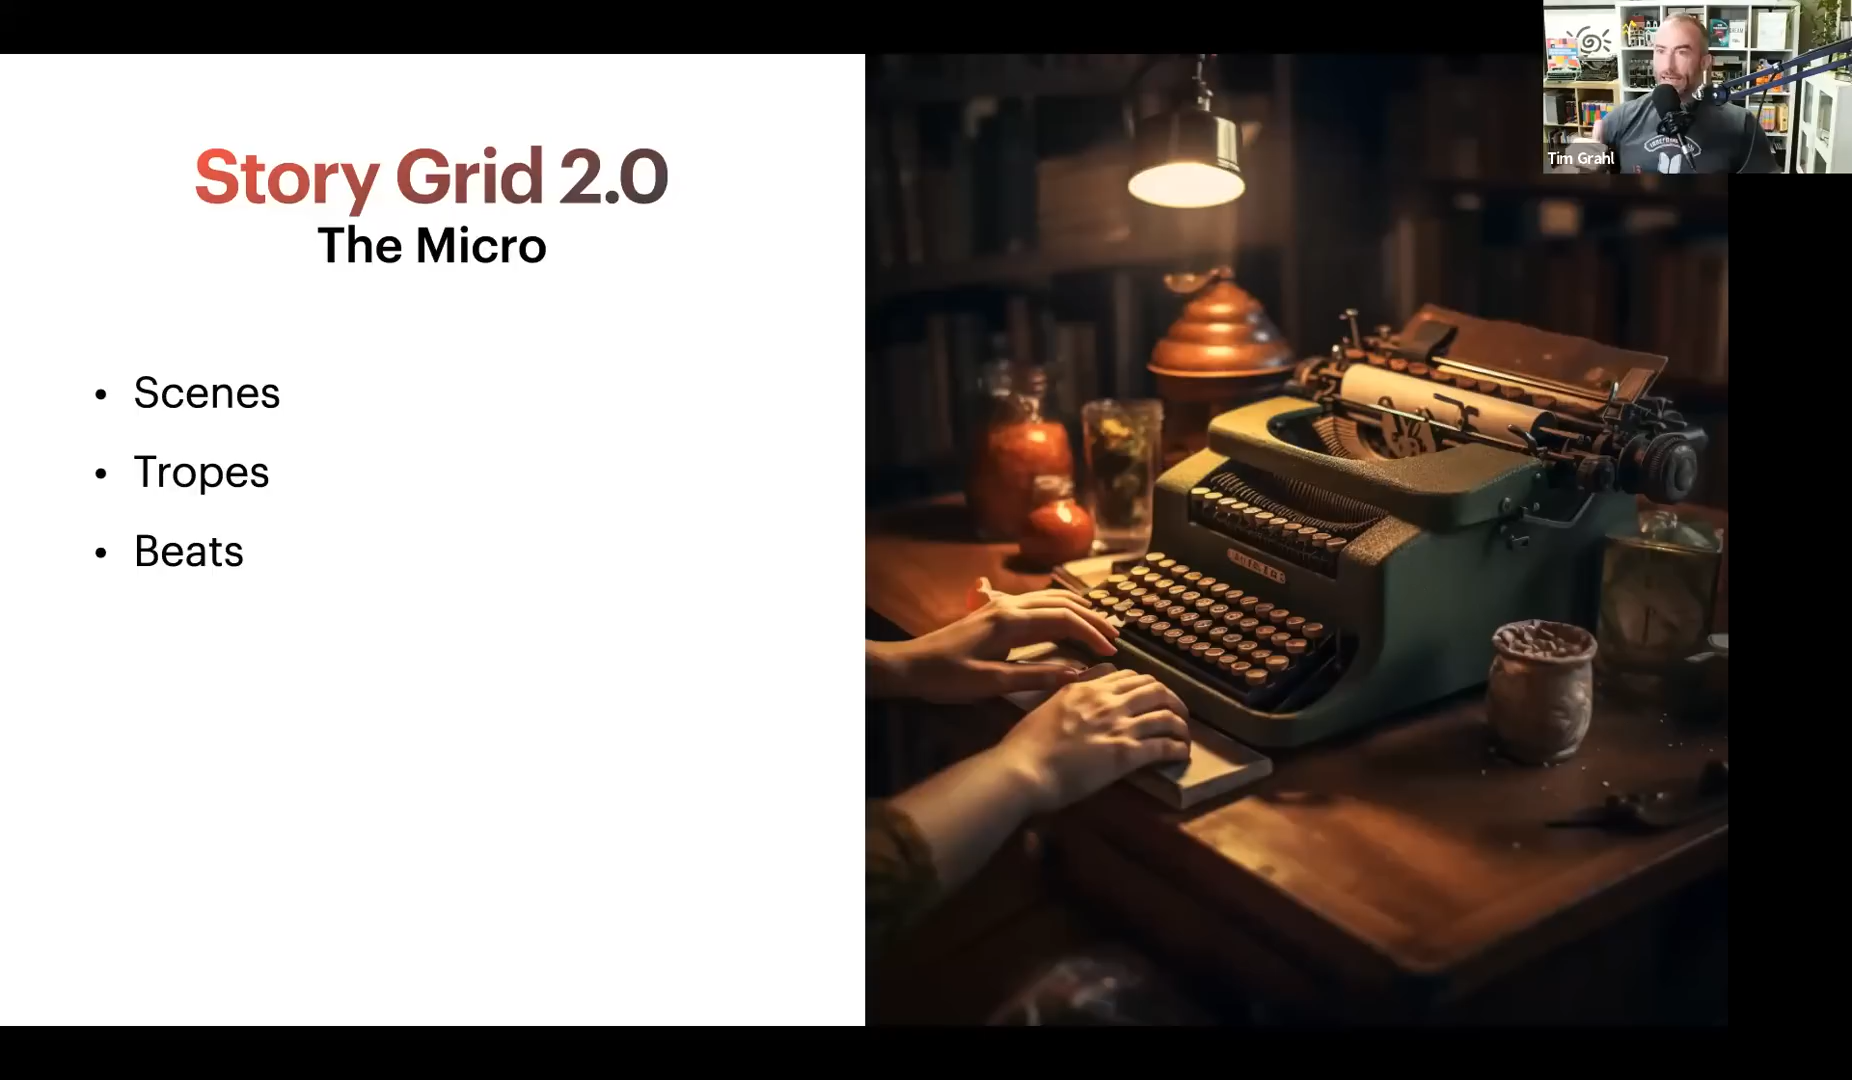 Story Grid 2.0
The Micro
• Scenes
• Tropes
• Beats
Tim Grahl